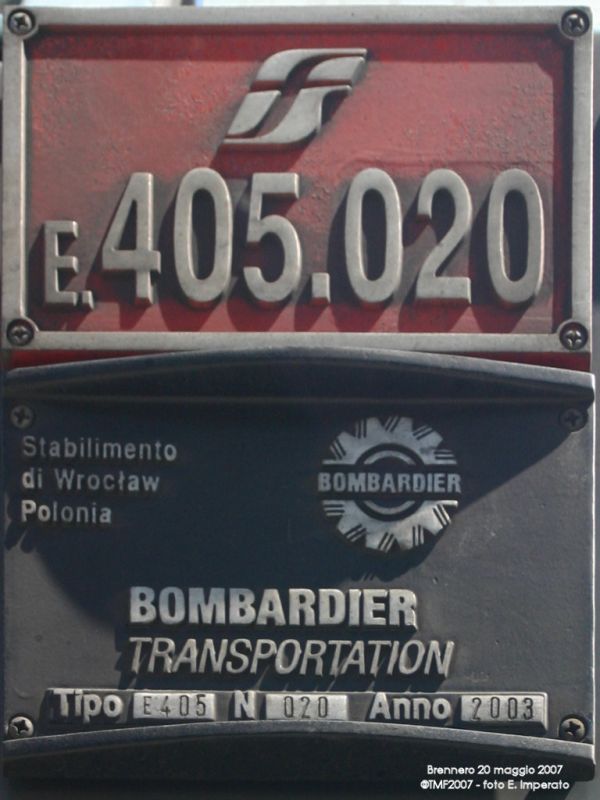 E.405.020
Stabilimento
di Wrocław
Polonia
BOMBARDIER
BOMBARDIER
TRANSPORTATION
Tipo E405 N 020 Anno 2003
Brennero 20 maggio 2007
©TMF2007 - foto E. Imperato